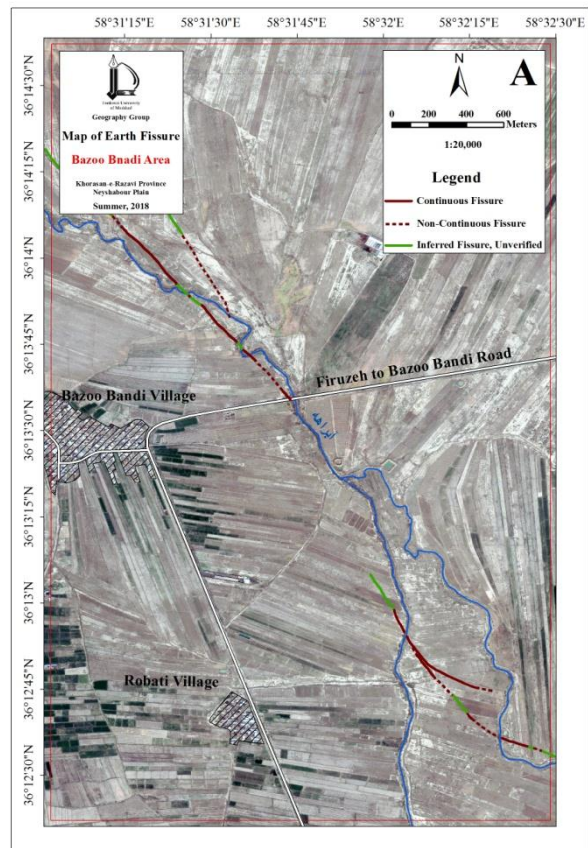 58°31'15"E 58°31'30"E 58°31'45"E 58°32'E 58°32'15"E 58°32'30"E
36°14'30"N
36°14'15"N
36°14'N
36°13'45"N
36°13'30"N
36°13'15"N
36°13'N
36°12'45"N
36°12'30"N
Geography Group
Map of Earth Fissure
Bazoo Bnadi Area
Khorasan-e-Razavi Province
Neyshabour Plain
Summer, 2018
N
A
0 200 400 600
Meters
1:20,000
Legend
Continuous Fissure
Non-Continuous Fissure
Inferred Fissure, Unverified
Firuzeh to Bazoo Bandi Road
Bazoo Bandi Village
آبراهه
Robati Village